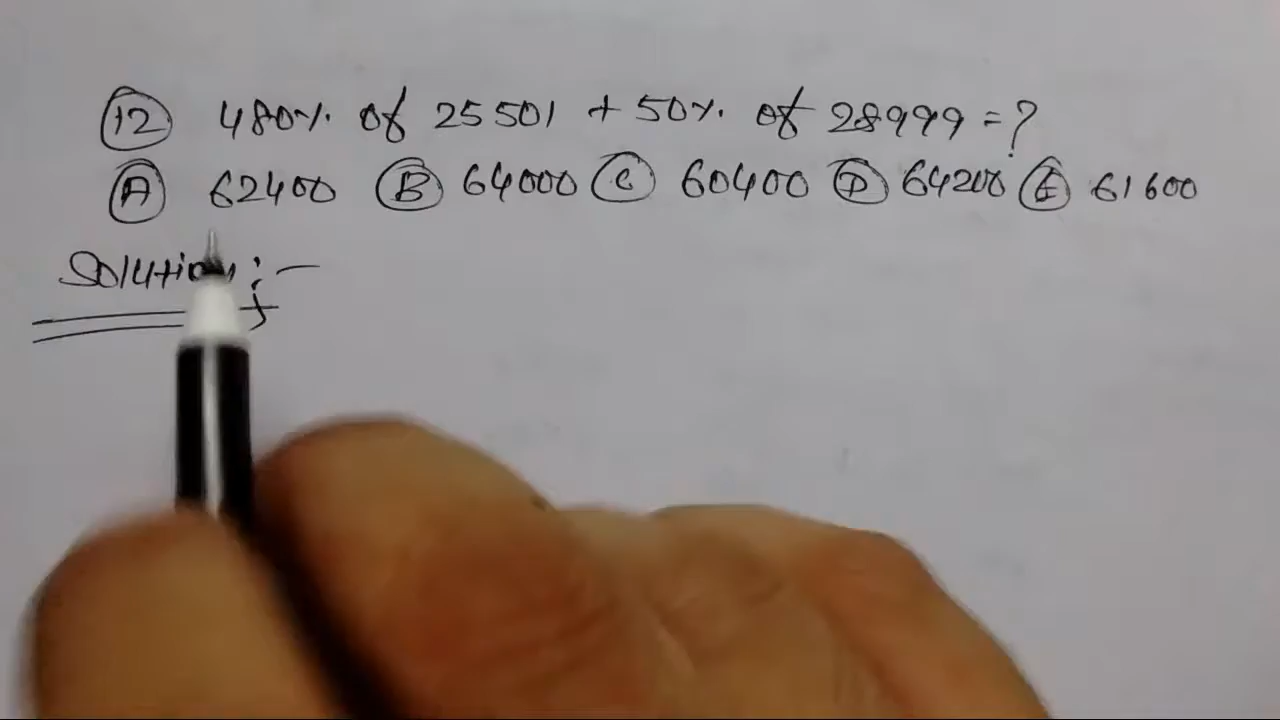 12 480% of 25501 + 50% of 28999 = ?
A 62400 B 64000 C 60400 D 64200 E 61600
Solution :-